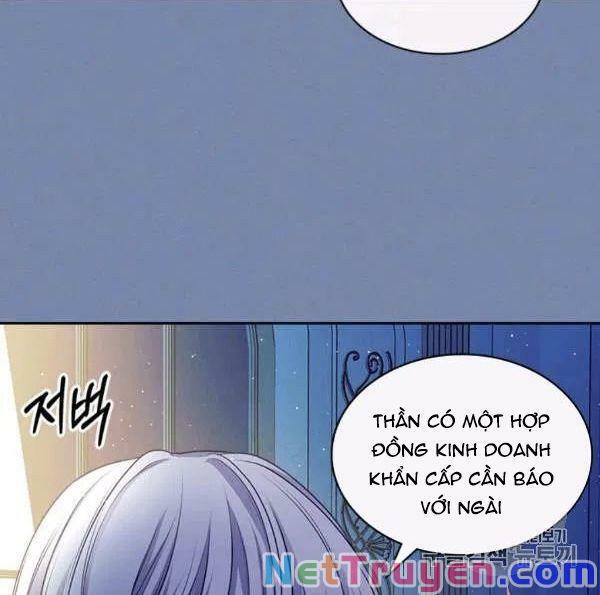 저벅
THẦN CÓ MỘT HỢP
ĐỒNG KINH DOANH
KHẨN CẤP CẦN BÁO
VỚI NGÀI
NetTruyen.com